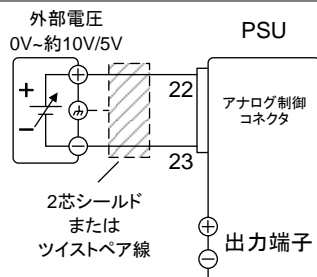 外部電圧
0V~約10V/5V
PSU
22
アナログ制御
コネクタ
23
2芯シールド
または
ツイストペア線
出力端子